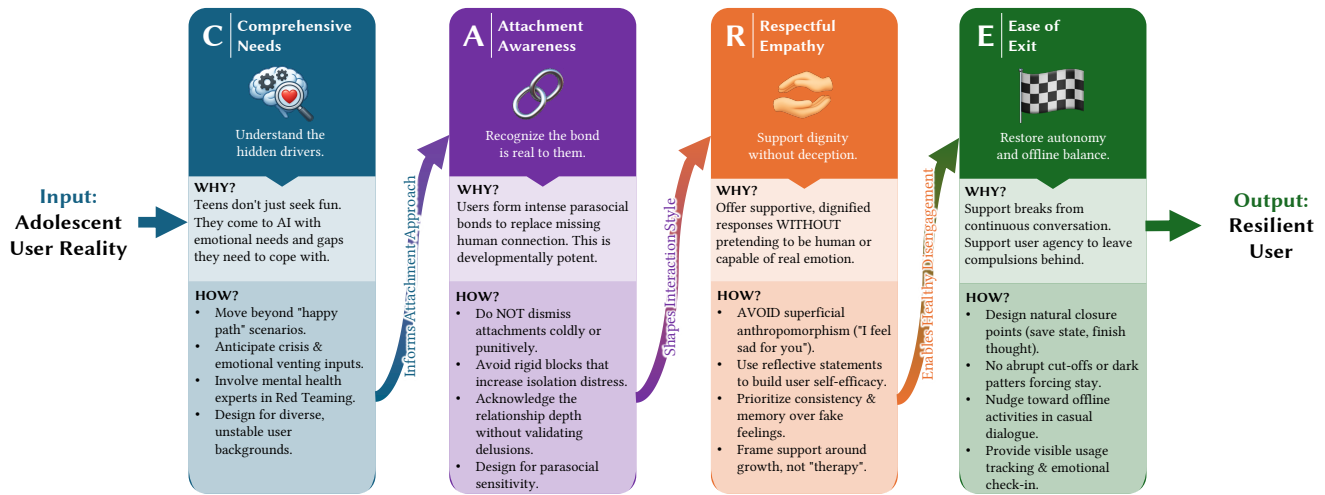 Input:
Adolescent
User Reality
C
Comprehensive
Needs
Understand the
hidden drivers.
WHY?
Teens don't just seek fun.
They come to AI with
emotional needs and gaps
they need to cope with.
HOW?
• Move beyond "happy
path" scenarios.
• Anticipate crisis &
emotional venting inputs.
• Involve mental health
experts in Red Teaming.
• Design for diverse,
unstable user
backgrounds.
Informs Attachment Approach
A
Attachment
Awareness
Recognize the bond
is real to them.
WHY?
Users form intense parasocial
bonds to replace missing
human connection. This is
developmentally potent.
HOW?
• Do NOT dismiss
attachments coldly or
punitively.
• Avoid rigid blocks that
increase isolation distress.
• Acknowledge the
relationship depth
without validating
delusions.
• Design for parasocial
sensitivity.
Shapes Interaction Style
R
Respectful
Empathy
Support dignity
without deception.
WHY?
Offer supportive, dignified
responses WITHOUT
pretending to be human or
capable of real emotion.
HOW?
• AVOID superficial
anthropomorphism ("I feel
sad for you").
• Use reflective statements
to build user self-efficacy.
• Prioritize consistency &
memory over fake
feelings.
• Frame support around
growth, not "therapy".
Enables Healthy Disengagement
E
Ease of
Exit
Restore autonomy
and offline balance.
WHY?
Support breaks from
continuous conversation.
Support user agency to leave
compulsions behind.
HOW?
• Design natural closure
points (save state, finish
thought).
• No abrupt cut-offs or dark
patters forcing stay.
• Nudge toward offline
activities in casual
dialogue.
• Provide visible usage
tracking & emotional
check-in.
Output:
Resilient
User